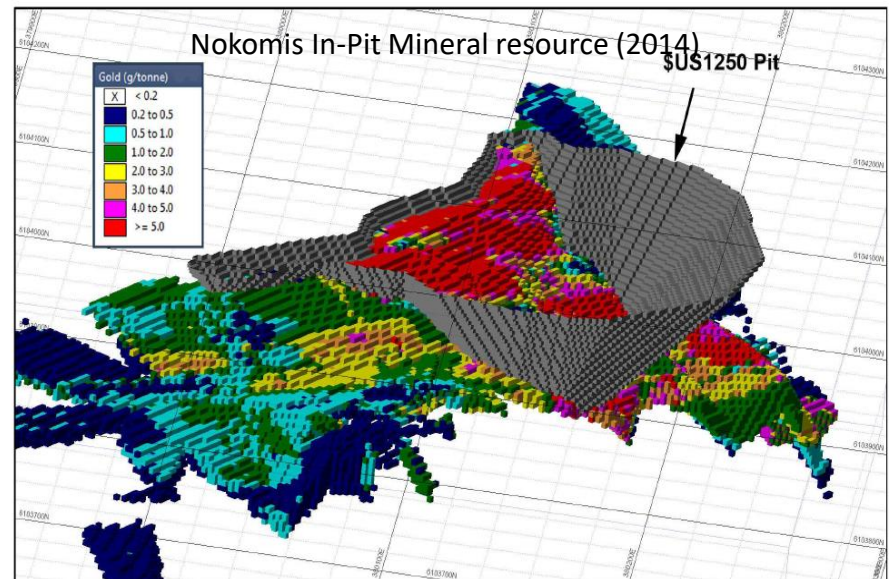 Nokomis In-Pit Mineral resource (2014)
$US1250 Pit
Gold (g/tonne)
X < 0.2
0.2 to 0.5
0.5 to 1.0
1.0 to 2.0
2.0 to 3.0
3.0 to 4.0
4.0 to 5.0
>= 5.0
6104200N
6104100N
6104000N
6103700N
6104300N
6104200N
6104100N
6104000N
6103900N
6103800N
6103700N